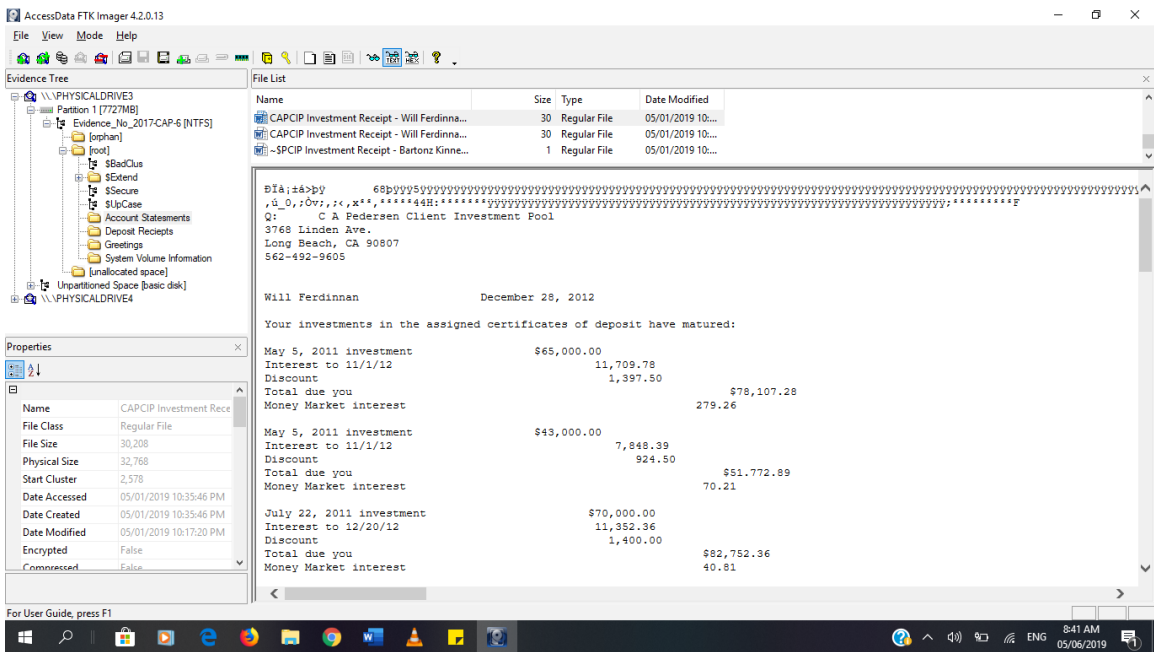 AccessData FTK Imager 4.2.0.13
File View Mode Help
Evidence Tree
\\.\PHYSICALDRIVE3
Partition 1 [7727MB]
Evidence_No_2017-CAP-6 [NTFS]
[orphan]
[root]
$BadClus
$Extend
$Secure
$UpCase
Account Statesments
Deposit Reciepts
Greetings
System Volume Information
[unallocated space]
Unpartitioned Space [basic disk]
\\.\PHYSICALDRIVE4
File List
Name Size Type Date Modified
CAPCIP Investment Receipt - Will Ferdinna... 30 Regular File 05/01/2019 10:...
CAPCIP Investment Receipt - Will Ferdinna... 30 Regular File 05/01/2019 10:...
~$PCIP Investment Receipt - Bartonz Kinne... 1 Regular File 05/01/2019 10:...
Q: C A Pedersen Client Investment Pool
3768 Linden Ave.
Long Beach, CA 90807
562-492-9605
Will Ferdinnan December 28, 2012
Your investments in the assigned certificates of deposit have matured:
May 5, 2011 investment $65,000.00
Interest to 11/1/12 11,709.78
Discount 1,397.50
Total due you $78,107.28
Money Market interest 279.26
May 5, 2011 investment $43,000.00
Interest to 11/1/12 7,848.39
Discount 924.50
Total due you $51.772.89
Money Market interest 70.21
July 22, 2011 investment $70,000.00
Interest to 12/20/12 11,352.36
Discount 1,400.00
Total due you $82,752.36
Money Market interest 40.81
Properties
Name CAPCIP Investment Rece
File Class Regular File
File Size 30,208
Physical Size 32,768
Start Cluster 2,578
Date Accessed 05/01/2019 10:35:46 PM
Date Created 05/01/2019 10:35:46 PM
Date Modified 05/01/2019 10:17:20 PM
Encrypted False
Compressed False
For User Guide, press F1
ENG
8:41 AM
05/06/2019